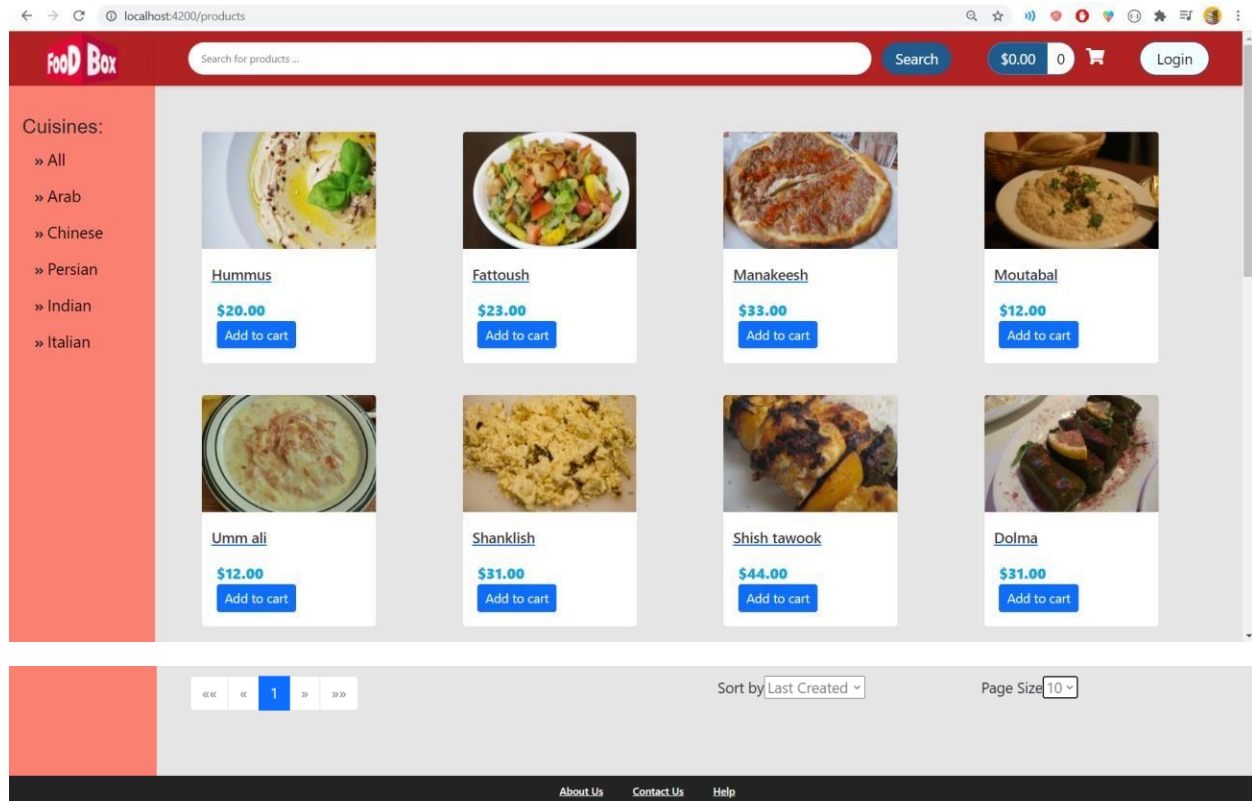 localhost:4200/products
FooD Box
Search for products ...
Search
$0.00 0
Login
Cuisines:
» All
» Arab
» Chinese
» Persian
» Indian
» Italian
Hummus
$20.00
Add to cart
Fattoush
$23.00
Add to cart
Manakeesh
$33.00
Add to cart
Moutabal
$12.00
Add to cart
Umm ali
$12.00
Add to cart
Shanklish
$31.00
Add to cart
Shish tawook
$44.00
Add to cart
Dolma
$31.00
Add to cart
«« « 1 » »»
Sort by Last Created
Page Size 10
About Us Contact Us Help